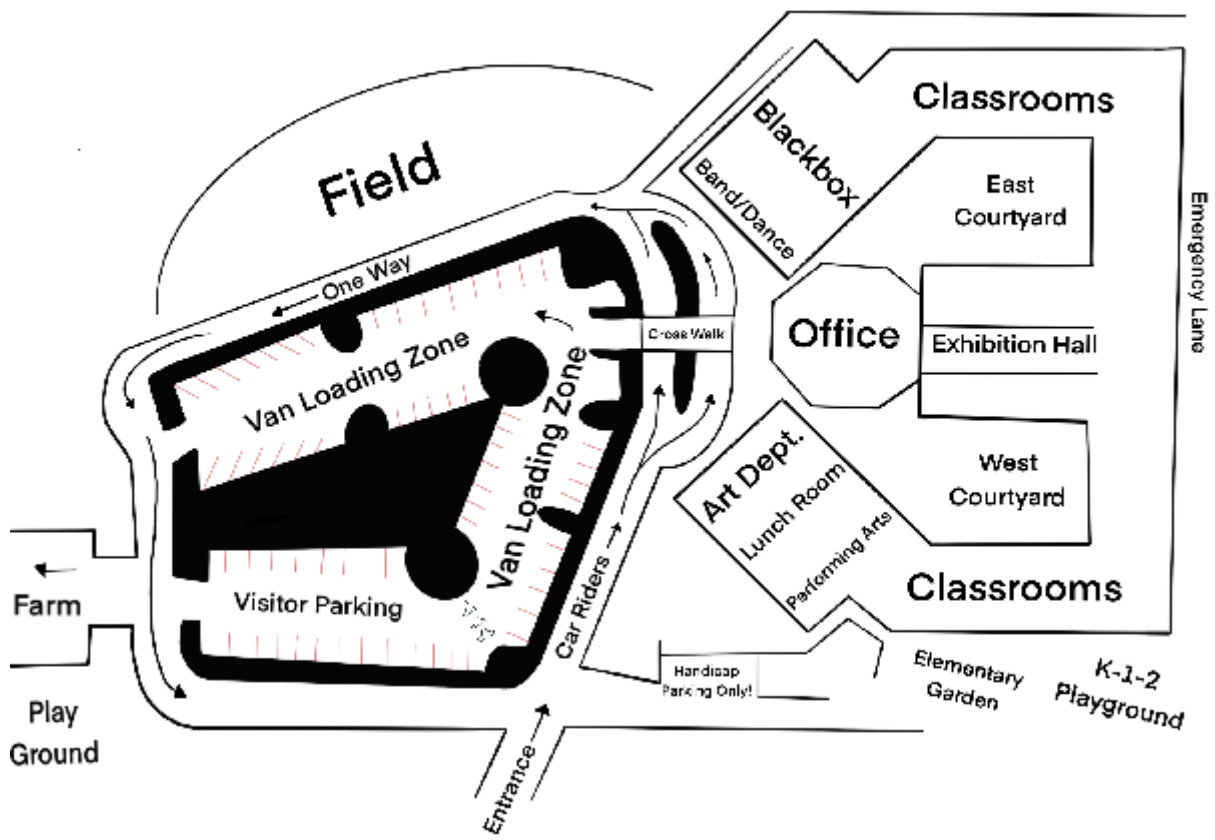 Classrooms
Blackbox
Band/Dance
East
Courtyard
Field
One Way
Emergency Lane
Office
Cross Walk
Exhibition Hall
Van Loading Zone
Van Loading Zone
Art Dept.
Lunch Room
Performing Arts
West
Courtyard
Classrooms
Farm
Visitor Parking
Car Riders
Handicap
Parking Only!
Elementary
Garden
K-1-2
Playground
Play
Ground
Entrance